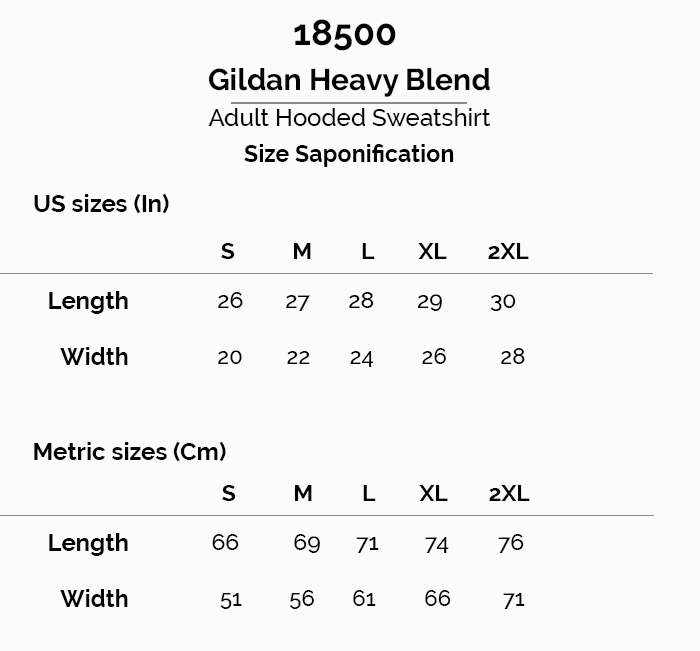 18500
Gildan Heavy Blend
Adult Hooded Sweatshirt
Size Saponification
US sizes (In)
S M L XL 2XL
Length 26 27 28 29 30
Width 20 22 24 26 28
Metric sizes (Cm)
S M L XL 2XL
Length 66 69 71 74 76
Width 51 56 61 66 71